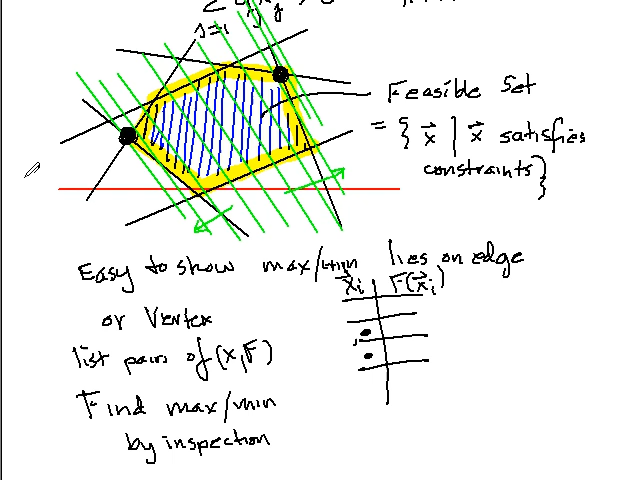 Feasible Set
= { x⃗ | x⃗ satisfies
constraints }
Easy to show max/min lies on edge
or Vertex
list pairs of (x, F)
Find max/min
by inspection
x⃗i F(x⃗i)